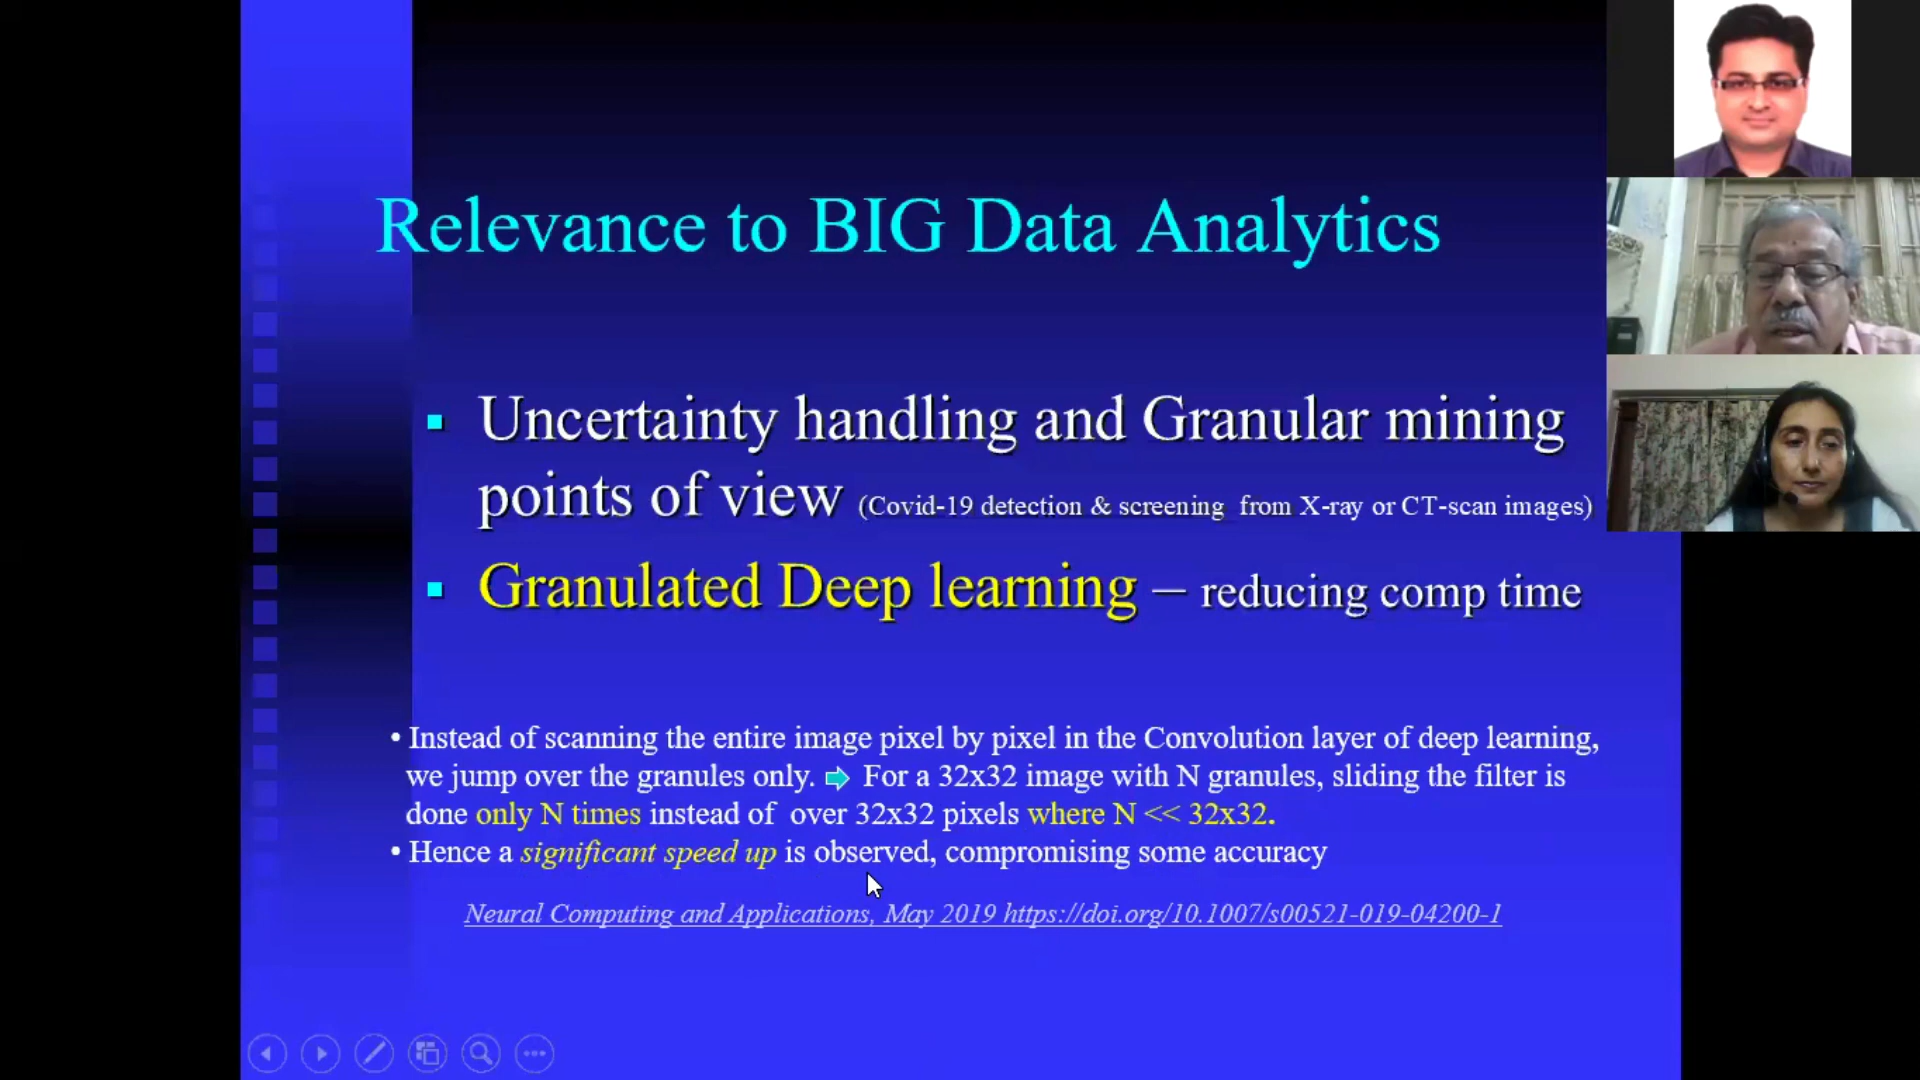 Relevance to BIG Data Analytics
Uncertainty handling and Granular mining
points of view (Covid-19 detection & screening from X-ray or CT-scan images)
Granulated Deep learning – reducing comp time
• Instead of scanning the entire image pixel by pixel in the Convolution layer of deep learning,
we jump over the granules only. ⇨ For a 32x32 image with N granules, sliding the filter is
done only N times instead of over 32x32 pixels where N << 32x32.
• Hence a significant speed up is observed, compromising some accuracy
Neural Computing and Applications, May 2019 https://doi.org/10.1007/s00521-019-04200-1